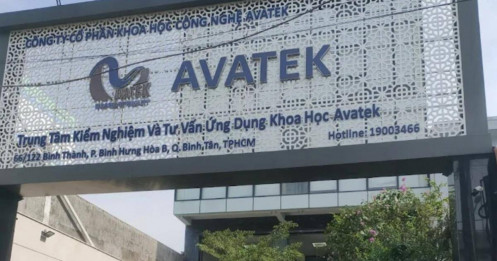 CÔNG TY CỔ PHẦN KHOA HỌC CÔNG NGHỆ AVATEK
AVATEK
AVATEK
Trung Tâm Kiểm Nghiệm Và Tư Vấn Ứng Dụng Khoa Học Avatek
66/122 Bình Thành, P. Bình Hưng Hòa B, Q. Bình Tân, TPHCM
Hotline: 19003466